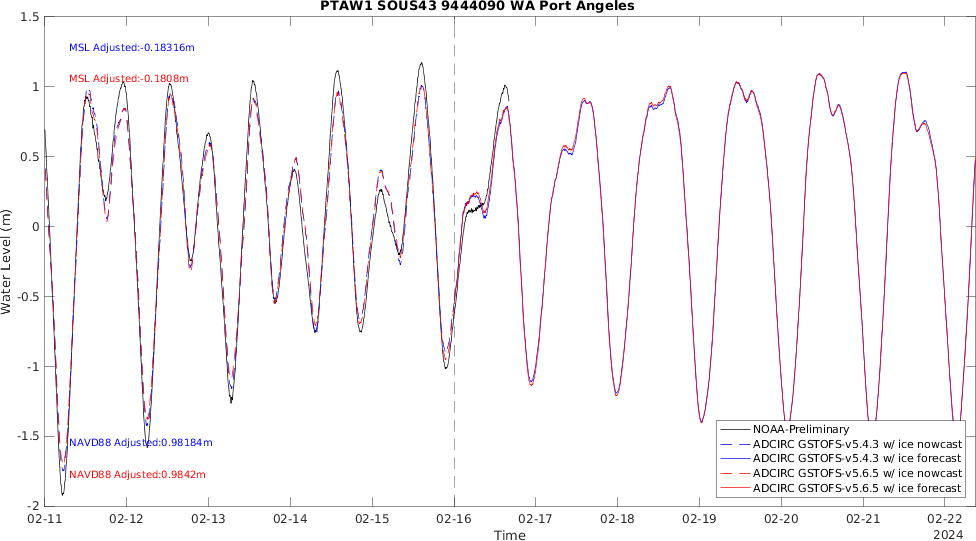 PTAW1 SOUS43 9444090 WA Port Angeles
1.5
1
0.5
0
-0.5
-1
-1.5
-2
Water Level (m)
MSL Adjusted:-0.18316m
MSL Adjusted:-0.1808m
NAVD88 Adjusted:0.98184m
NAVD88 Adjusted:0.9842m
NOAA-Preliminary
ADCIRC GSTOFS-v5.4.3 w/ ice nowcast
ADCIRC GSTOFS-v5.4.3 w/ ice forecast
ADCIRC GSTOFS-v5.6.5 w/ ice nowcast
ADCIRC GSTOFS-v5.6.5 w/ ice forecast
02-11 02-12 02-13 02-14 02-15 02-16 02-17 02-18 02-19 02-20 02-21 02-22
Time
2024